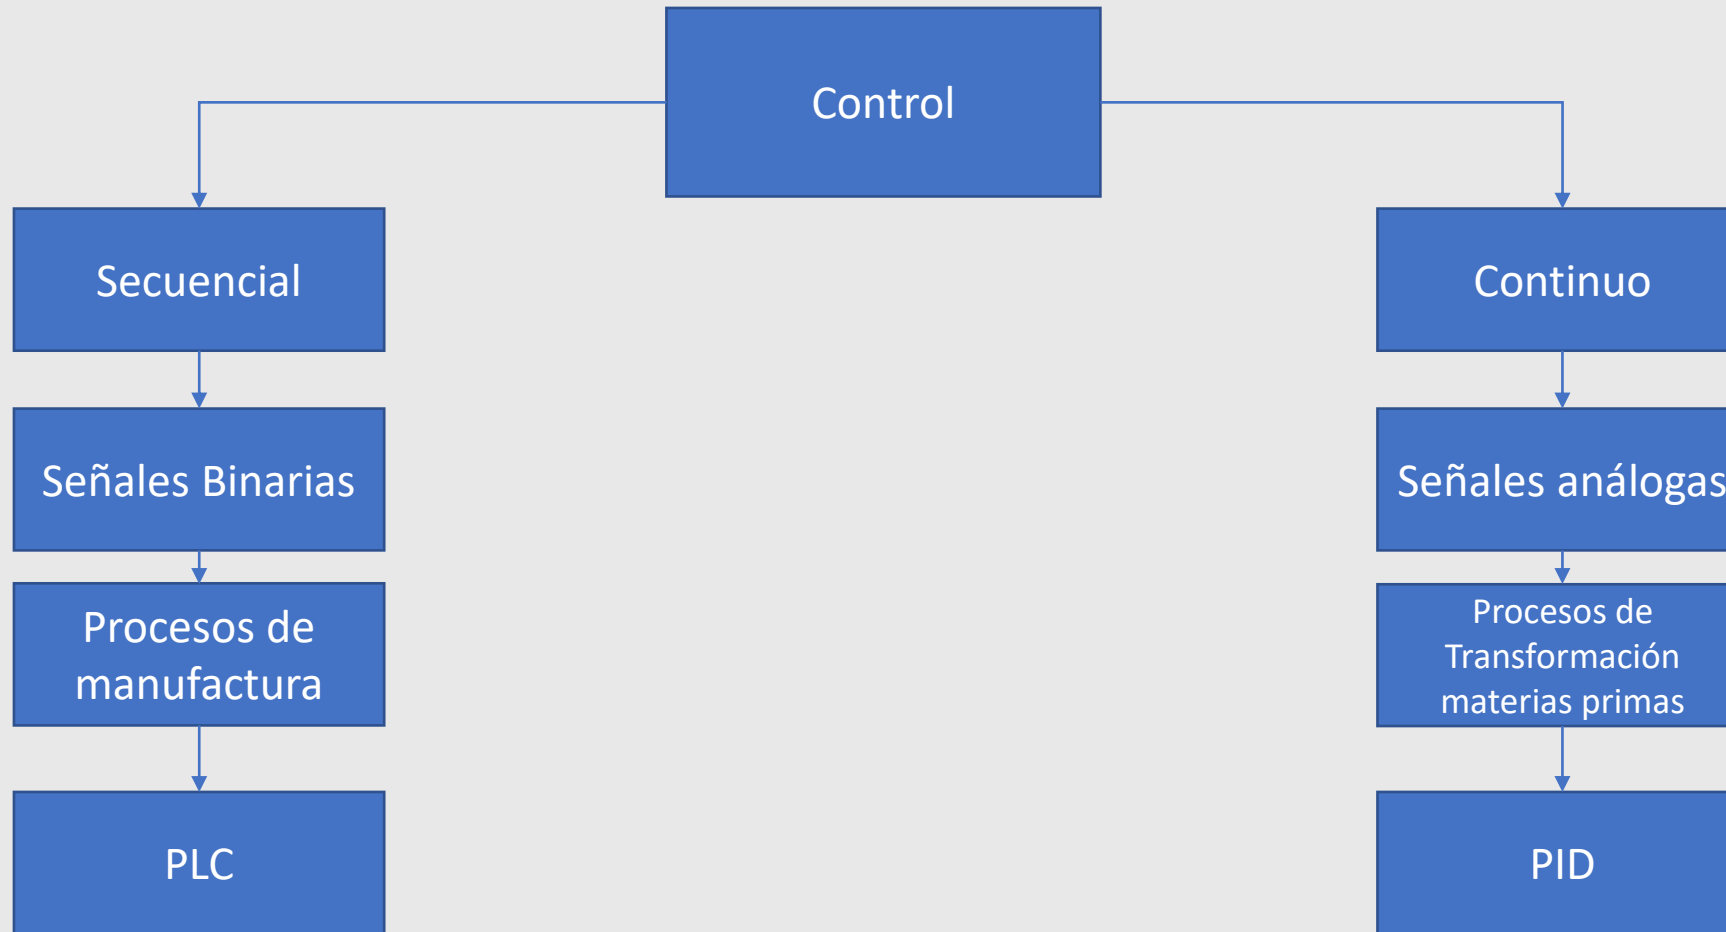 Control
Secuencial
Continuo
Señales Binarias
Señales análogas
Procesos de
manufactura
Procesos de
Transformación
materias primas
PLC
PID